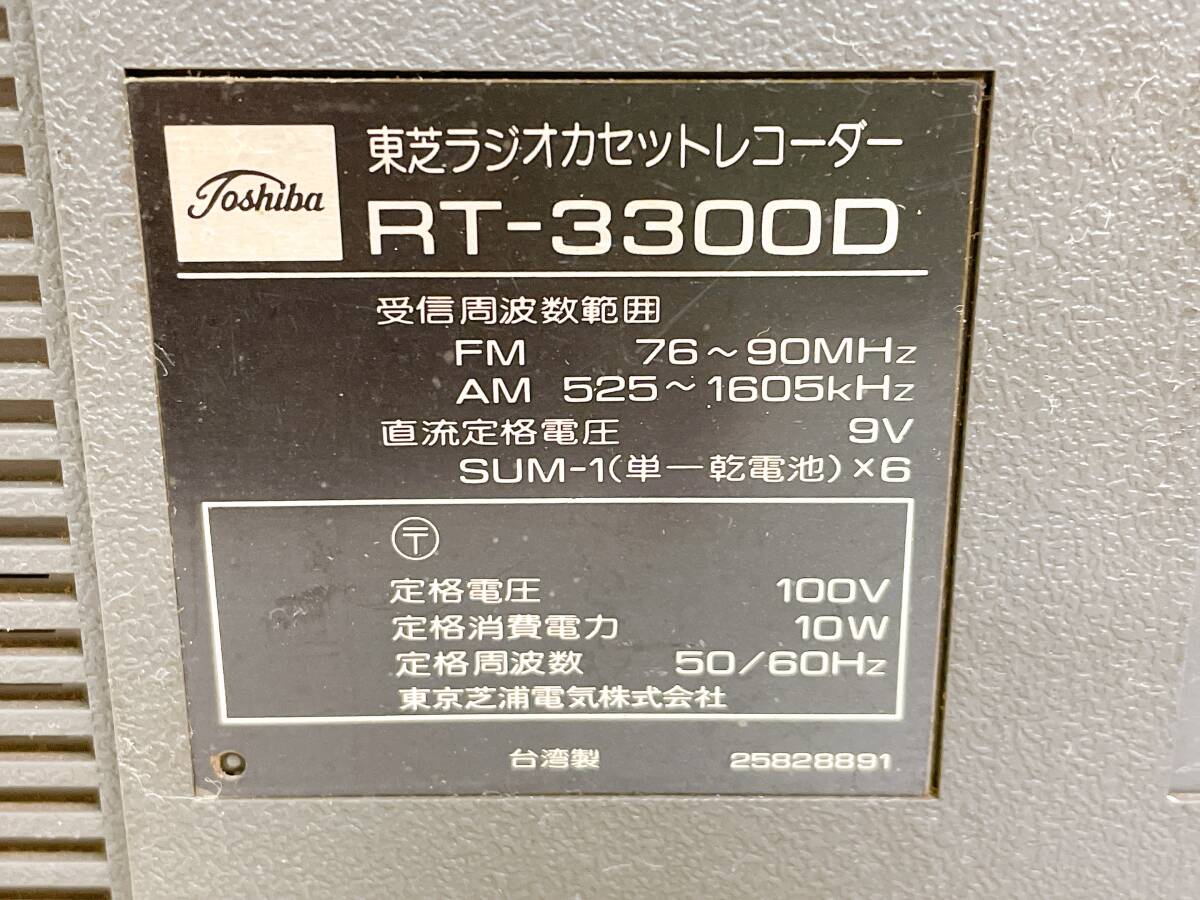 Toshiba
東芝ラジオカセットレコーダー
RT-3300D
受信周波数範囲
FM 76～90MHz
AM 525～1605kHz
直流定格電圧 9V
SUM-1(単一乾電池)×6
〒
定格電圧 100V
定格消費電力 10W
定格周波数 50/60Hz
東京芝浦電気株式会社
台湾製 25828891